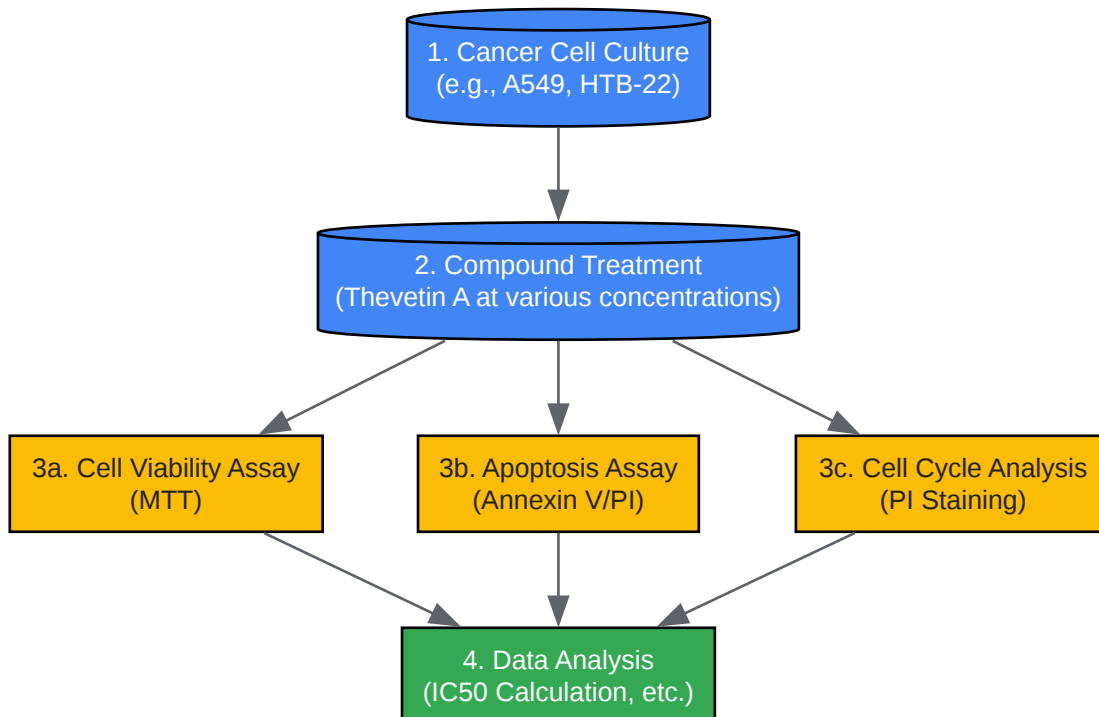 1. Cancer Cell Culture
(e.g., A549, HTB-22)
2. Compound Treatment
(Thevetin A at various concentrations)
3a. Cell Viability Assay
(MTT)
3b. Apoptosis Assay
(Annexin V/PI)
3c. Cell Cycle Analysis
(PI Staining)
4. Data Analysis
(IC50 Calculation, etc.)